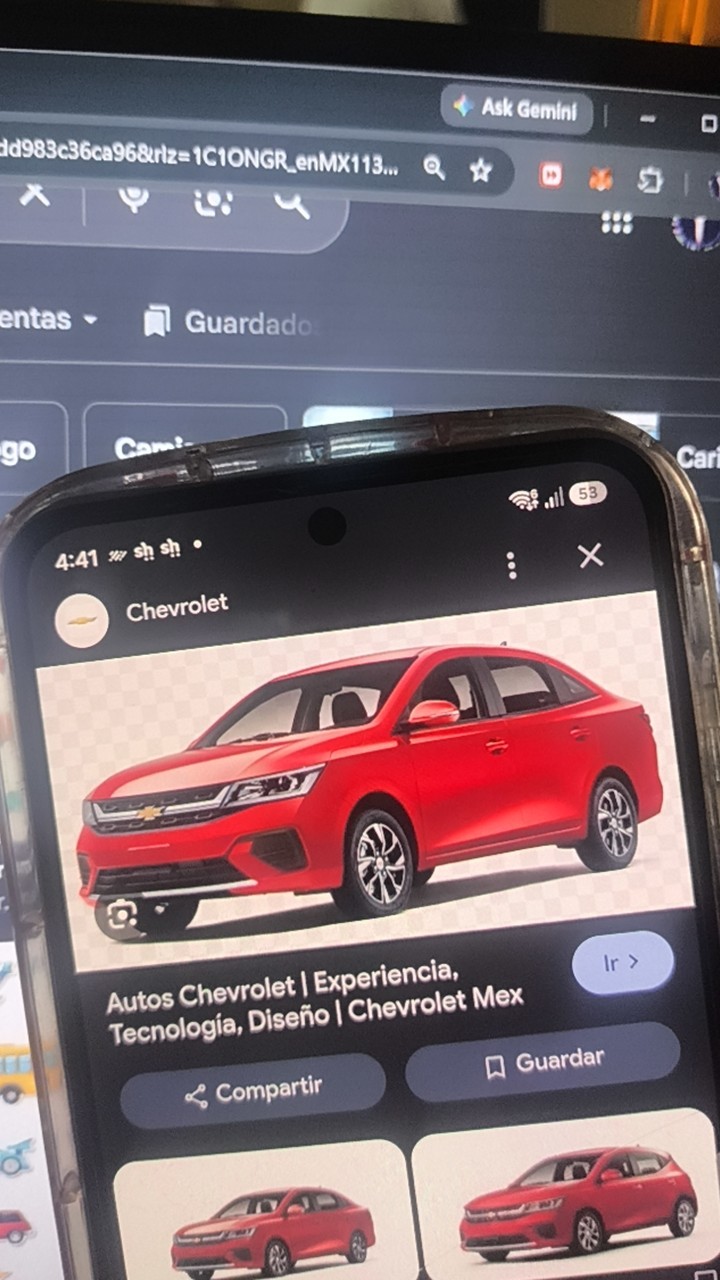 Ask Gemini
dd983c36ca96&rlz=1C1ONGR_enMX113...
entas
Guardado
go
Cari
4:41
53
Chevrolet
Autos Chevrolet | Experiencia,
Tecnología, Diseño | Chevrolet Mex
Ir >
Compartir
Guardar